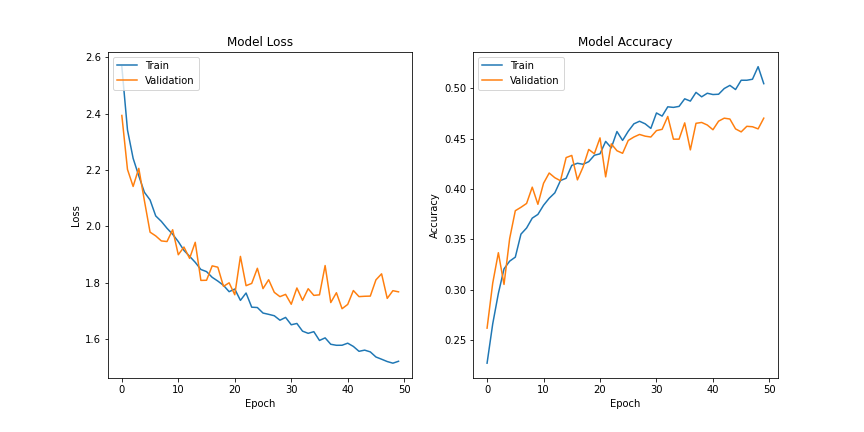 Model Loss
Train
Validation
2.6
2.4
2.2
2.0
1.8
1.6
Loss
0
10
20
30
40
50
Epoch
Model Accuracy
Train
Validation
0.50
0.45
0.40
0.35
0.30
0.25
Accuracy
0
10
20
30
40
50
Epoch